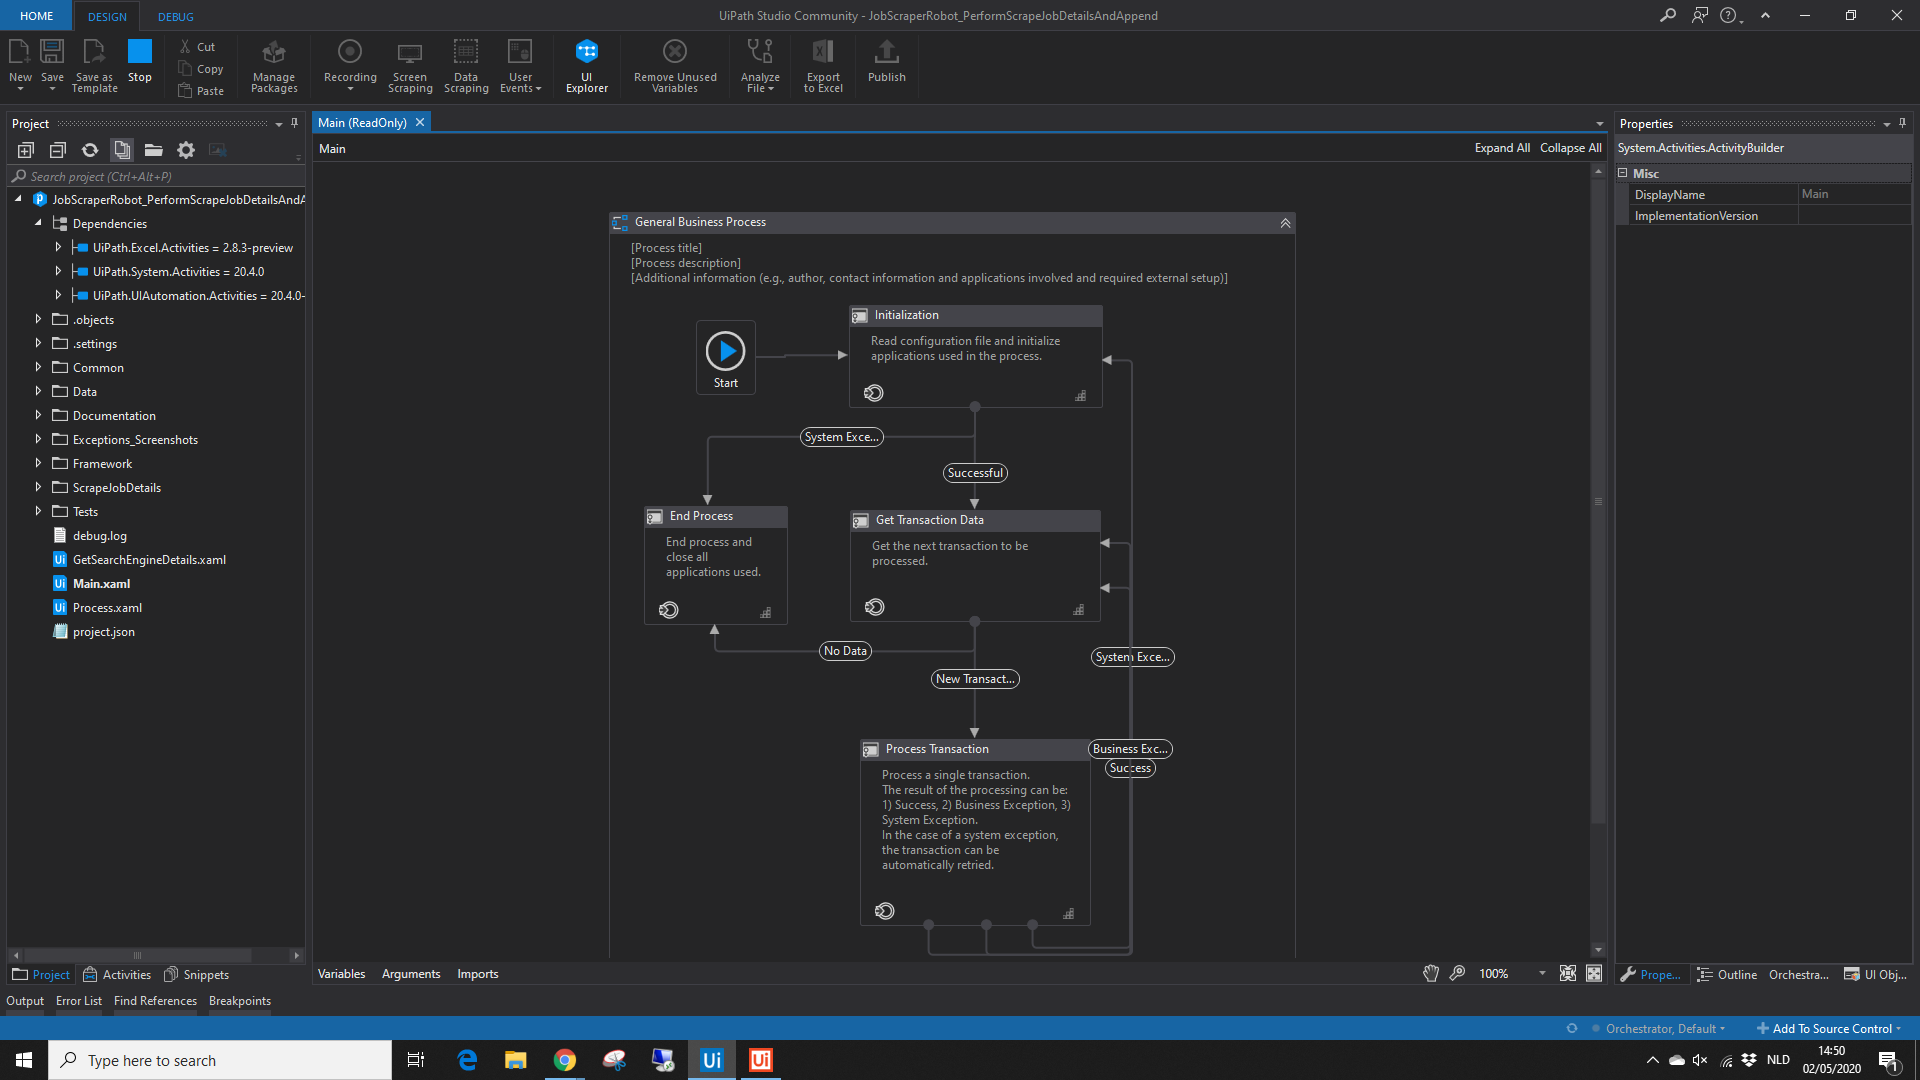 HOME
DESIGN
DEBUG
UiPath Studio Community - JobScraperRobot_PerformScrapeJobDetailsAndAppend
New
Save
Save as
Template
Stop
Cut
Copy
Paste
Manage
Packages
Recording
Screen
Scraping
Data
Scraping
User
Events
UI
Explorer
Remove Unused
Variables
Analyze
File
Export
to Excel
Publish
Project
Search project (Ctrl+Alt+P)
JobScraperRobot_PerformScrapeJobDetailsAndA
Dependencies
UiPath.Excel.Activities = 2.8.3-preview
UiPath.System.Activities = 20.4.0
UiPath.UIAutomation.Activities = 20.4.0-
.objects
.settings
Common
Data
Documentation
Exceptions_Screenshots
Framework
ScrapeJobDetails
Tests
debug.log
GetSearchEngineDetails.xaml
Main.xaml
Process.xaml
project.json
Project
Activities
Snippets
Main (ReadOnly)
Main
Expand All
Collapse All
General Business Process
[Process title]
[Process description]
[Additional information (e.g., author, contact information and applications involved and required external setup)]
Start
Initialization
Read configuration file and initialize
applications used in the process.
System Exce...
Successful
End Process
End process and
close all
applications used.
Get Transaction Data
Get the next transaction to be
processed.
No Data
New Transact...
System Exce...
Process Transaction
Process a single transaction.
The result of the processing can be:
1) Success, 2) Business Exception, 3)
System Exception.
In the case of a system exception,
the transaction can be
automatically retried.
Business Exc...
Success
Variables
Arguments
Imports
100%
Properties
System.Activities.ActivityBuilder
Misc
DisplayName
Main
ImplementationVersion
Prope...
Outline
Orchestra...
UI Obj...
Output
Error List
Find References
Breakpoints
Orchestrator, Default
Add To Source Control
Type here to search
Ui
Ui
NLD
14:50
02/05/2020
1